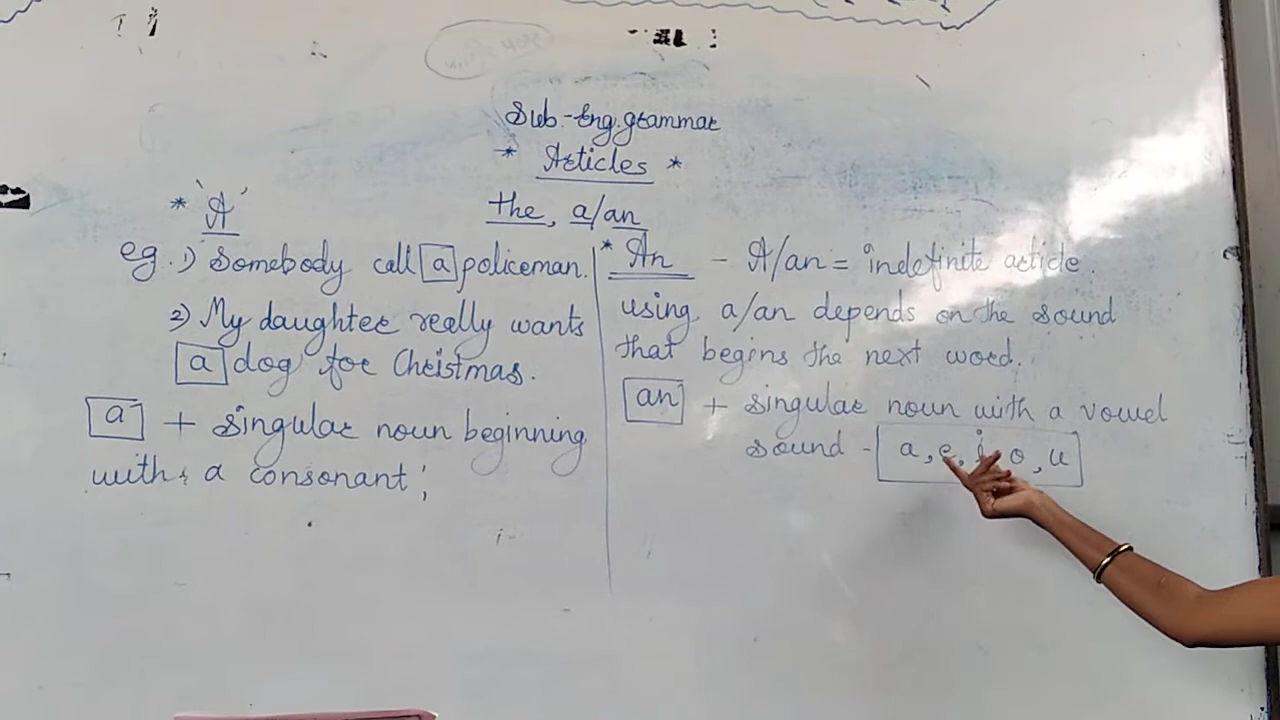 Sub-Eng.grammar
* Articles *
the, a/an
* 'A'
eg. 1) Somebody call a policeman.
2) My daughter really wants
a dog for Christmas.
a + singular noun beginning
with a consonant;
* An - A/an = indefinite article.
using a/an depends on the sound
that begins the next word.
an + singular noun with a vowel
sound - a, e, i, o, u